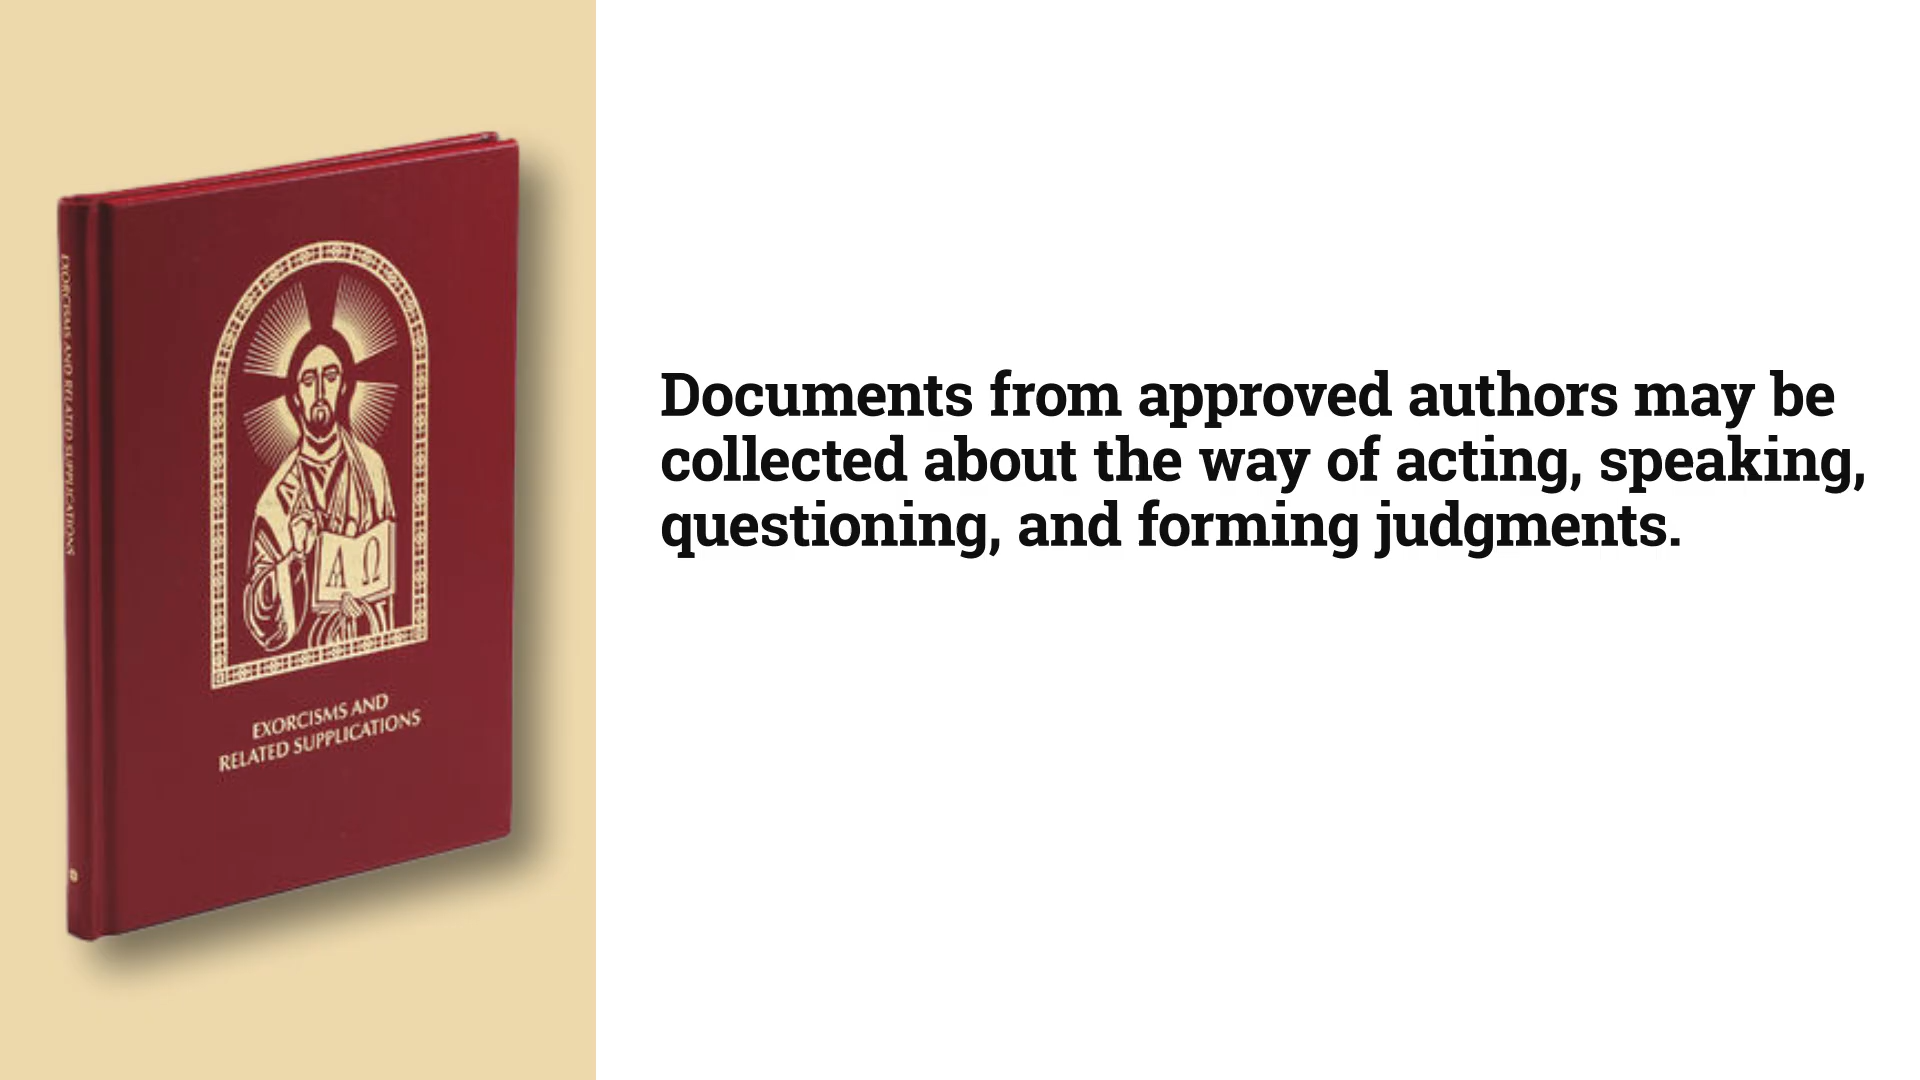 EXORCISMS AND RELATED SUPPLICATIONS
Α Ω
EXORCISMS AND
RELATED SUPPLICATIONS
Documents from approved authors may be
collected about the way of acting, speaking,
questioning, and forming judgments.